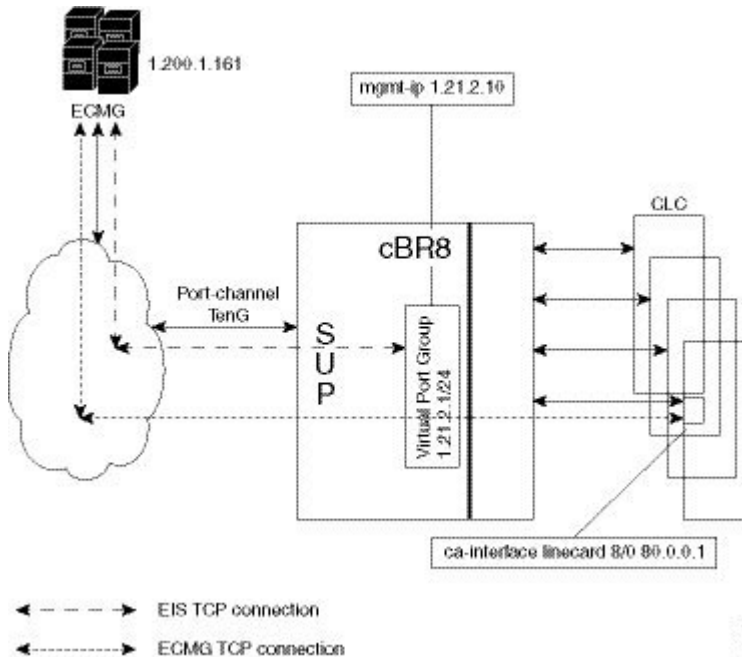 1.200.1.161
ECMG
mgmt-ip 1.21.2.10
CLC
cBR8
Port-channel
TenG
S
U
P
Virtual Port Group
1.21.2.1/24
ca-interface linecard 8/0 80.0.0.1
EIS TCP connection
ECMG TCP connection